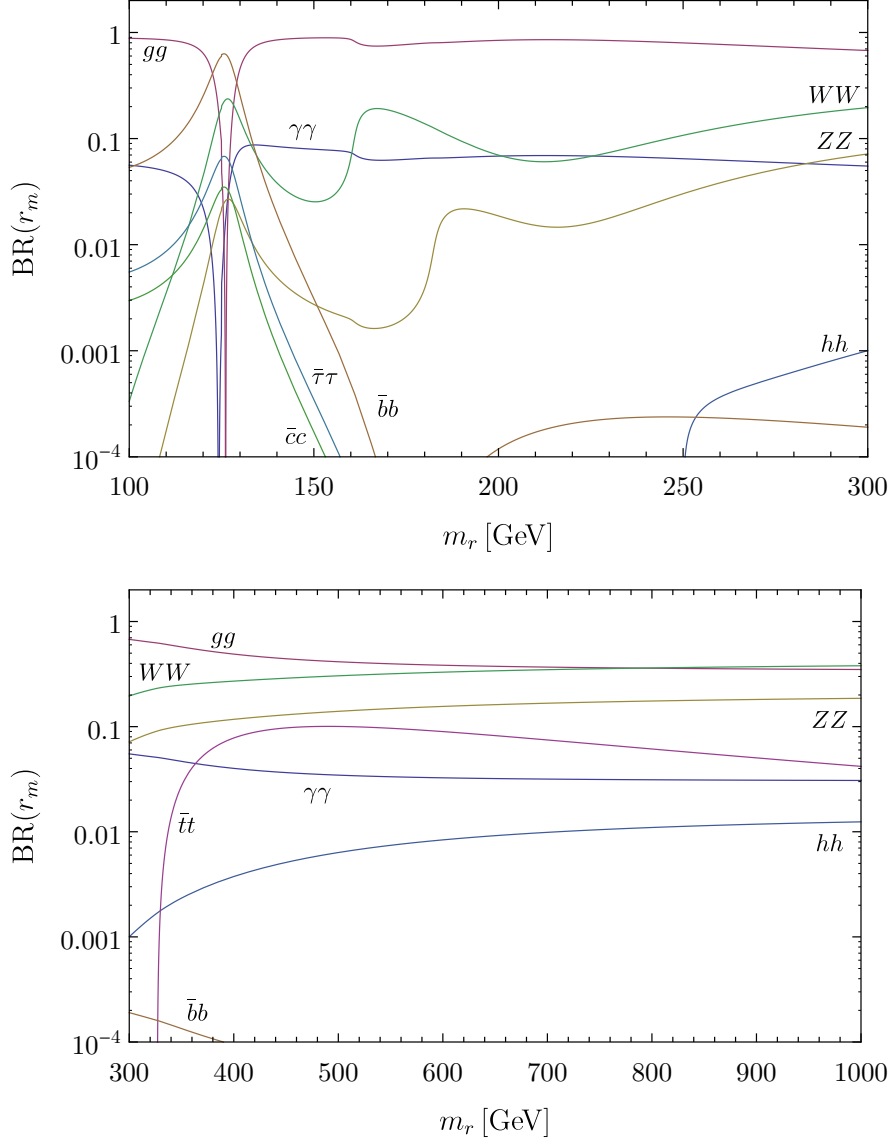 1
0.1
0.01
0.001
10⁻⁴
BR(r_m)
gg
γγ
WW
ZZ
hh
τ̄τ
b̄b
c̄c
100 150 200 250 300
m_r [GeV]
1
0.1
0.01
0.001
10⁻⁴
BR(r_m)
gg
WW
ZZ
γγ
t̄t
hh
b̄b
300 400 500 600 700 800 900 1000
m_r [GeV]